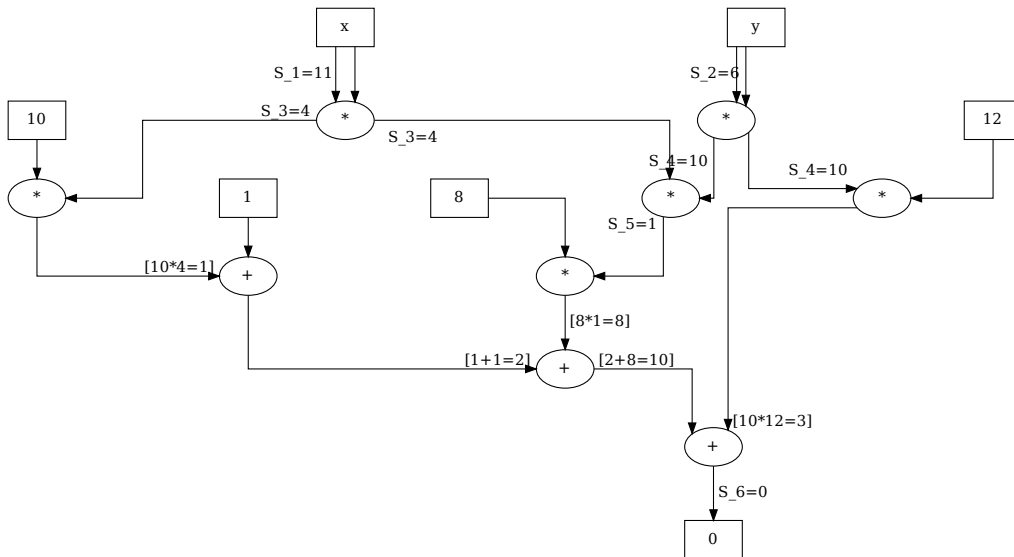 x
y
S_1=11
S_2=6
10
S_3=4
*
S_3=4
*
12
S_4=10
S_4=10
*
1
8
*
*
S_5=1
[10*4=1]
+
*
[8*1=8]
[1+1=2]
+
[2+8=10]
[10*12=3]
+
S_6=0
0